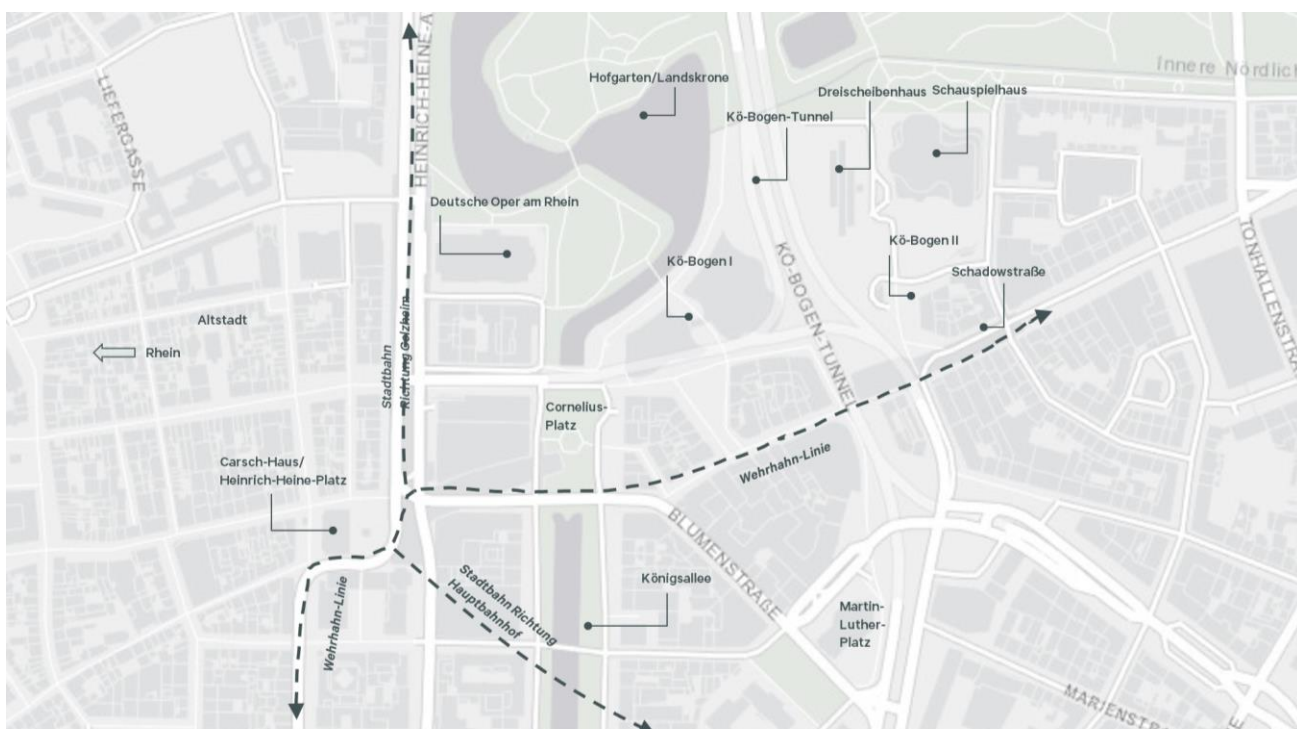 HEINRICH-HEINE-A
Innere Nördlich
Hofgarten/Landskrone
Dreischeibenhaus
Schauspielhaus
Kö-Bogen-Tunnel
LIEFERGASSE
Deutsche Oper am Rhein
TONHALLENSTRA
Kö-Bogen II
Kö-Bogen I
KÖ-BOGEN-TUNNEL
Schadowstraße
Altstadt
Rhein
Stadtbahn
Richtung Golzheim
Cornelius-
Platz
Carsch-Haus/
Heinrich-Heine-Platz
Wehrhahn-Linie
BLUMENSTRAßE
Stadtbahn Richtung
Hauptbahnhof
Königsallee
Wehrhahn-Linie
Martin-
Luther-
Platz
MARIENSTRA